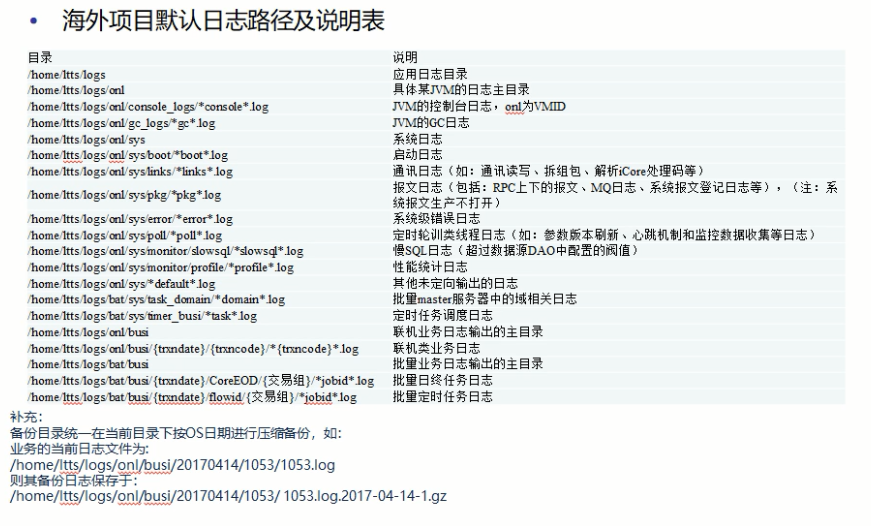 • 海外项目默认日志路径及说明表
目录 说明
/home/ltts/logs 应用日志目录
/home/ltts/logs/onl 具体某JVM的日志主目录
/home/ltts/logs/onl/console_logs/*console*.log JVM的控制台日志，onl为VMID
/home/ltts/logs/onl/gc_logs/*gc*.log JVM的GC日志
/home/ltts/logs/onl/sys 系统日志
/home/ltts/logs/onl/sys/boot/*boot*.log 启动日志
/home/ltts/logs/onl/sys/links/*links*.log 通讯日志（如：通讯读写、拆组包、解析iCore处理码等）
/home/ltts/logs/onl/sys/pkg/*pkg*.log 报文日志（包括：RPC上下的报文、MQ日志、系统报文登记日志等），（注：系
统报文生产不打开）
/home/ltts/logs/onl/sys/error/*error*.log 系统级错误日志
/home/ltts/logs/onl/sys/poll/*poll*.log 定时轮训类线程日志（如：参数版本刷新、心跳机制和监控数据收集等日志）
/home/ltts/logs/onl/sys/monitor/slowsql/*slowsql*.log 慢SQL日志（超过数据源DAO中配置的阀值）
/home/ltts/logs/onl/sys/monitor/profile/*profile*.log 性能统计日志
/home/ltts/logs/onl/sys/*default*.log 其他未定向输出的日志
/home/ltts/logs/bat/sys/task_domain/*domain*.log 批量master服务器中的域相关日志
/home/ltts/logs/bat/sys/timer_busi/*task*.log 定时任务调度日志
/home/ltts/logs/onl/busi 联机业务日志输出的主目录
/home/ltts/logs/onl/busi/{trxndate}/{trxncode}/*{trxncode}*.log 联机类业务日志
/home/ltts/logs/bat/busi 批量业务日志输出的主目录
/home/ltts/logs/bat/busi/{trxndate}/CoreEOD/{交易组}/*jobid*.log 批量日终任务日志
/home/ltts/logs/bat/busi/{trxndate}/flowid/{交易组}/*jobid*.log 批量定时任务日志
补充：
备份目录统一在当前目录下按OS日期进行压缩备份，如：
业务的当前日志文件为:
/home/ltts/logs/onl/busi/20170414/1053/1053.log
则其备份日志保存于：
/home/ltts/logs/onl/busi/20170414/1053/ 1053.log.2017-04-14-1.gz